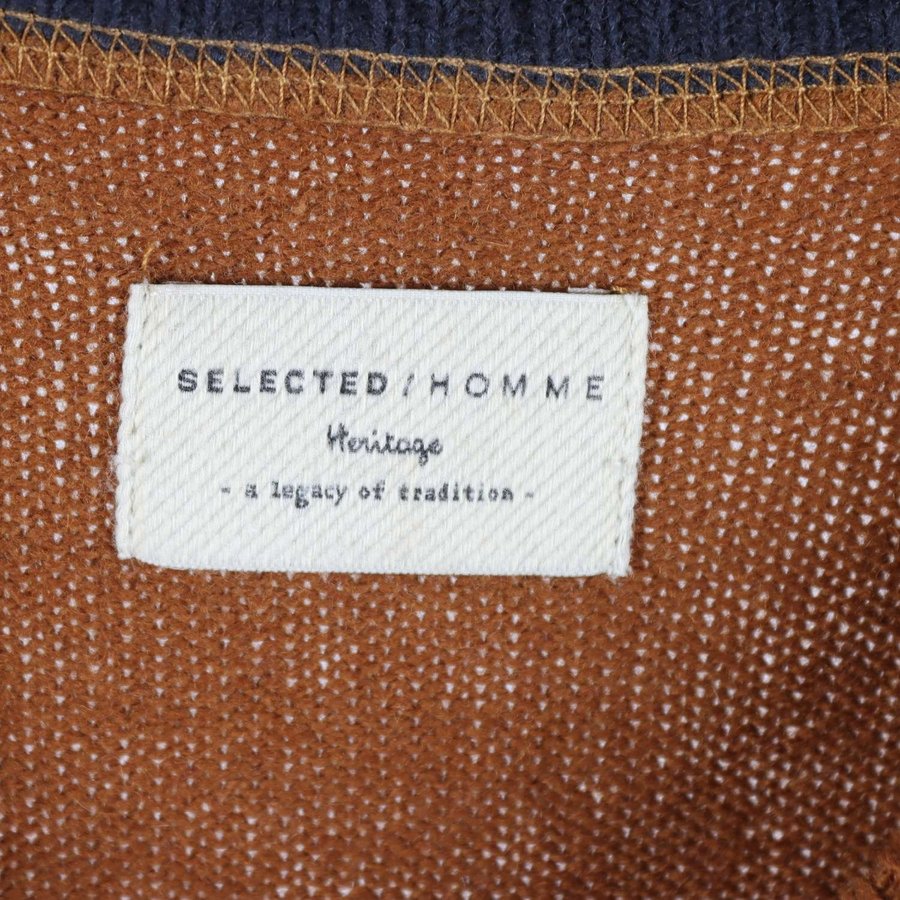 SELECTED / HOMME
Heritage
- a legacy of tradition -